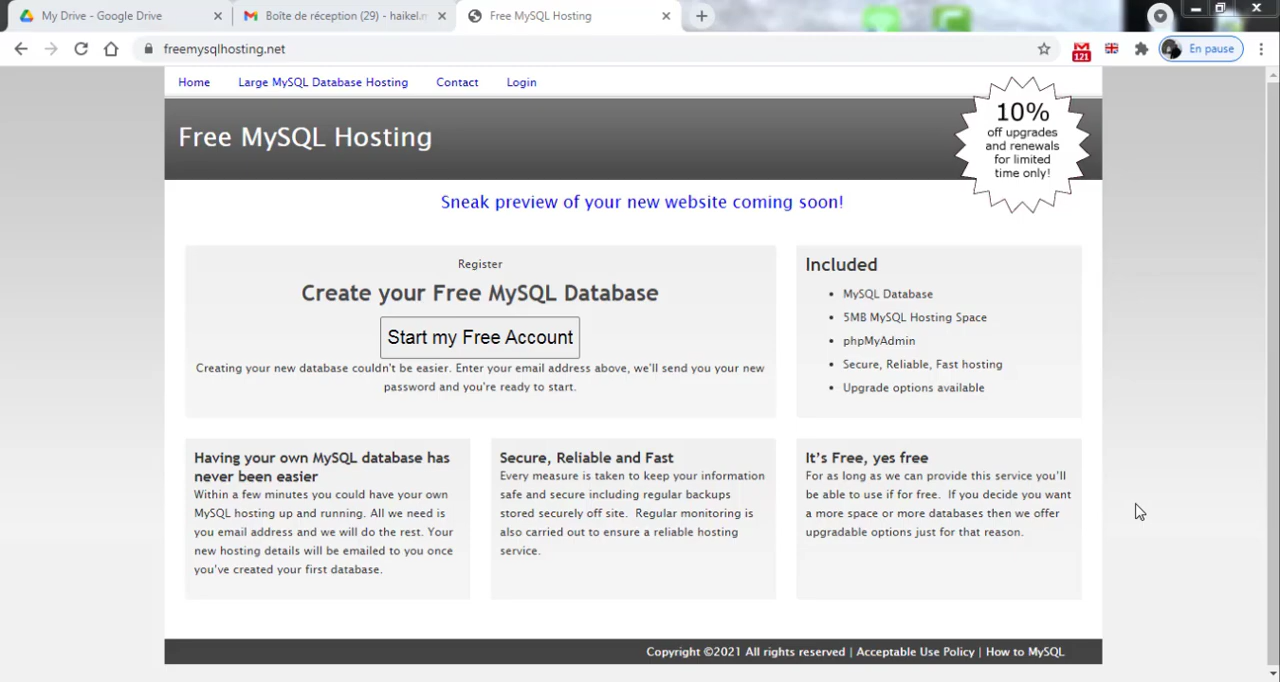 My Drive - Google Drive
Boîte de réception (29) - haikel.m
Free MySQL Hosting
freemysqlhosting.net
121
En pause
Home
Large MySQL Database Hosting
Contact
Login
Free MySQL Hosting
10%
off upgrades
and renewals
for limited
time only!
Sneak preview of your new website coming soon!
Register
Create your Free MySQL Database
Start my Free Account
Creating your new database couldn't be easier. Enter your email address above, we'll send you your new
password and you're ready to start.
Included
MySQL Database
5MB MySQL Hosting Space
phpMyAdmin
Secure, Reliable, Fast hosting
Upgrade options available
Having your own MySQL database has
never been easier
Within a few minutes you could have your own
MySQL hosting up and running. All we need is
you email address and we will do the rest. Your
new hosting details will be emailed to you once
you've created your first database.
Secure, Reliable and Fast
Every measure is taken to keep your information
safe and secure including regular backups
stored securely off site. Regular monitoring is
also carried out to ensure a reliable hosting
service.
It's Free, yes free
For as long as we can provide this service you'll
be able to use if for free. If you decide you want
a more space or more databases then we offer
upgradable options just for that reason.
Copyright ©2021 All rights reserved | Acceptable Use Policy | How to MySQL